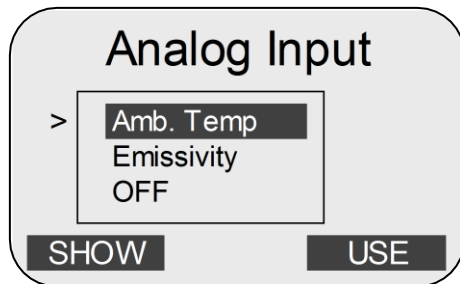 Analog Input
> Amb. Temp
Emissivity
OFF
SHOW USE